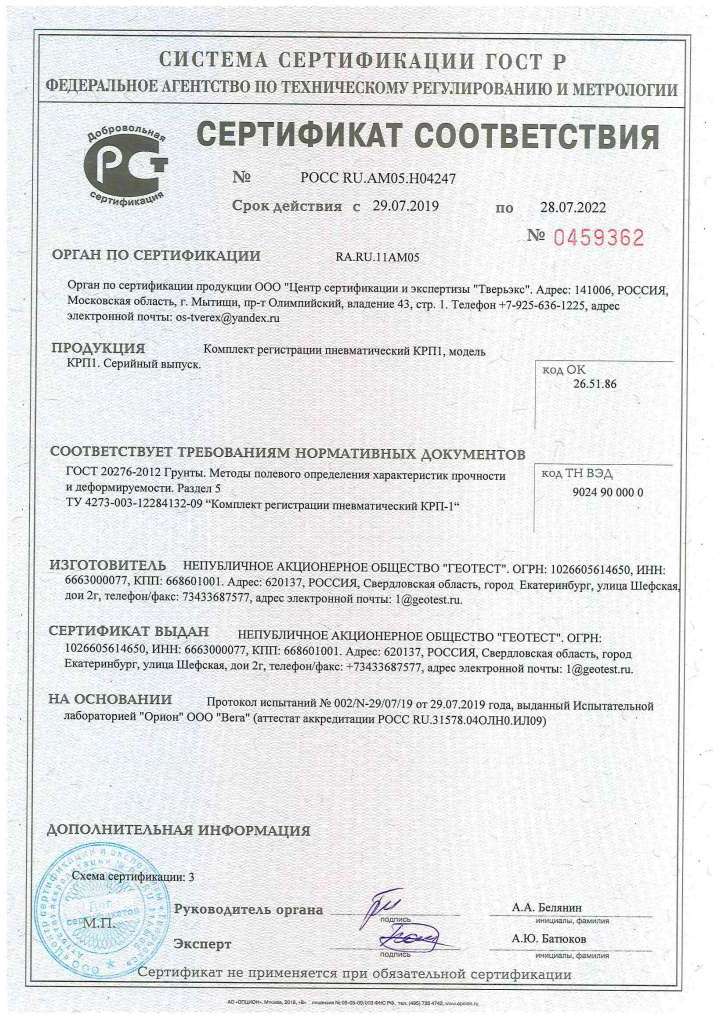 СИСТЕМА СЕРТИФИКАЦИИ ГОСТ Р
ФЕДЕРАЛЬНОЕ АГЕНТСТВО ПО ТЕХНИЧЕСКОМУ РЕГУЛИРОВАНИЮ И МЕТРОЛОГИИ
Добровольная
РСТ
сертификация
СЕРТИФИКАТ СООТВЕТСТВИЯ
№ РОСС RU.АМ05.Н04247
Срок действия с 29.07.2019 по 28.07.2022
№ 0459362
ОРГАН ПО СЕРТИФИКАЦИИ RA.RU.11АМ05
Орган по сертификации продукции ООО "Центр сертификации и экспертизы "Тверьэкс". Адрес: 141006, РОССИЯ,
Московская область, г. Мытищи, пр-т Олимпийский, владение 43, стр. 1. Телефон +7-925-636-1225, адрес
электронной почты: os-tverex@yandex.ru
ПРОДУКЦИЯ Комплект регистрации пневматический КРП1, модель
КРП1. Серийный выпуск.
код ОК
26.51.86
СООТВЕТСТВУЕТ ТРЕБОВАНИЯМ НОРМАТИВНЫХ ДОКУМЕНТОВ
ГОСТ 20276-2012 Грунты. Методы полевого определения характеристик прочности
и деформируемости. Раздел 5
ТУ 4273-003-12284132-09 “Комплект регистрации пневматический КРП-1“
код ТН ВЭД
9024 90 000 0
ИЗГОТОВИТЕЛЬ НЕПУБЛИЧНОЕ АКЦИОНЕРНОЕ ОБЩЕСТВО "ГЕОТЕСТ". ОГРН: 1026605614650, ИНН:
6663000077, КПП: 668601001. Адрес: 620137, РОССИЯ, Свердловская область, город Екатеринбург, улица Шефская,
дои 2г, телефон/факс: 73433687577, адрес электронной почты: 1@geotest.ru.
СЕРТИФИКАТ ВЫДАН НЕПУБЛИЧНОЕ АКЦИОНЕРНОЕ ОБЩЕСТВО "ГЕОТЕСТ". ОГРН:
1026605614650, ИНН: 6663000077, КПП: 668601001. Адрес: 620137, РОССИЯ, Свердловская область, город
Екатеринбург, улица Шефская, дои 2г, телефон/факс: +73433687577, адрес электронной почты: 1@geotest.ru.
НА ОСНОВАНИИ Протокол испытаний № 002/N-29/07/19 от 29.07.2019 года, выданный Испытательной
лабораторией "Орион" ООО "Вега" (аттестат аккредитации РОСС RU.31578.04ОЛН0.ИЛ09)
ДОПОЛНИТЕЛЬНАЯ ИНФОРМАЦИЯ
Схема сертификации: 3
М.П.
Руководитель органа
подпись
А.А. Белянин
инициалы, фамилия
Эксперт
подпись
А.Ю. Батюков
инициалы, фамилия
Сертификат не применяется при обязательной сертификации